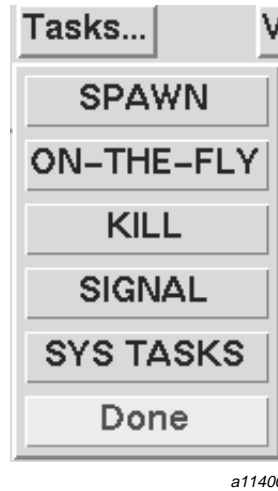 Tasks...
SPAWN
ON-THE-FLY
KILL
SIGNAL
SYS TASKS
Done